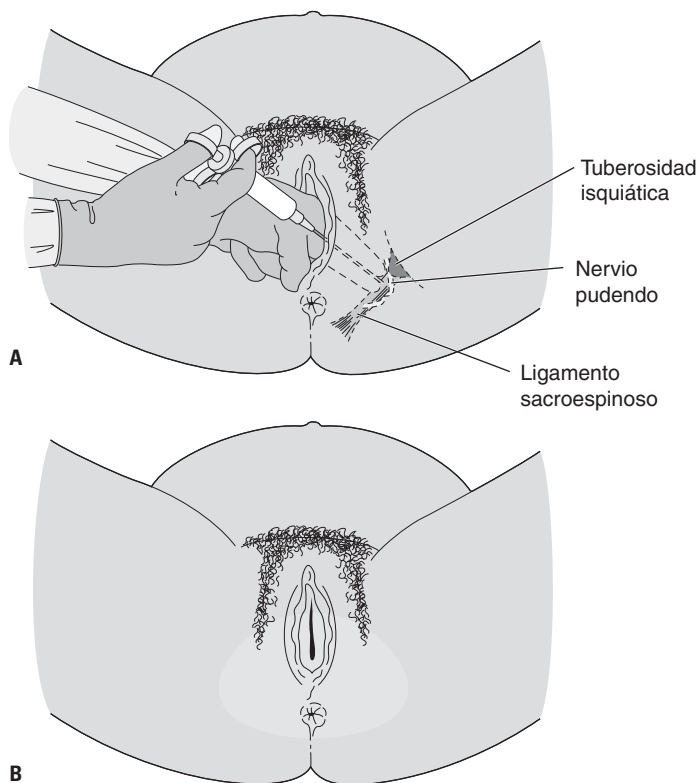 Tuberosidad
isquiática
Nervio
pudendo
A
Ligamento
sacroespinoso
B